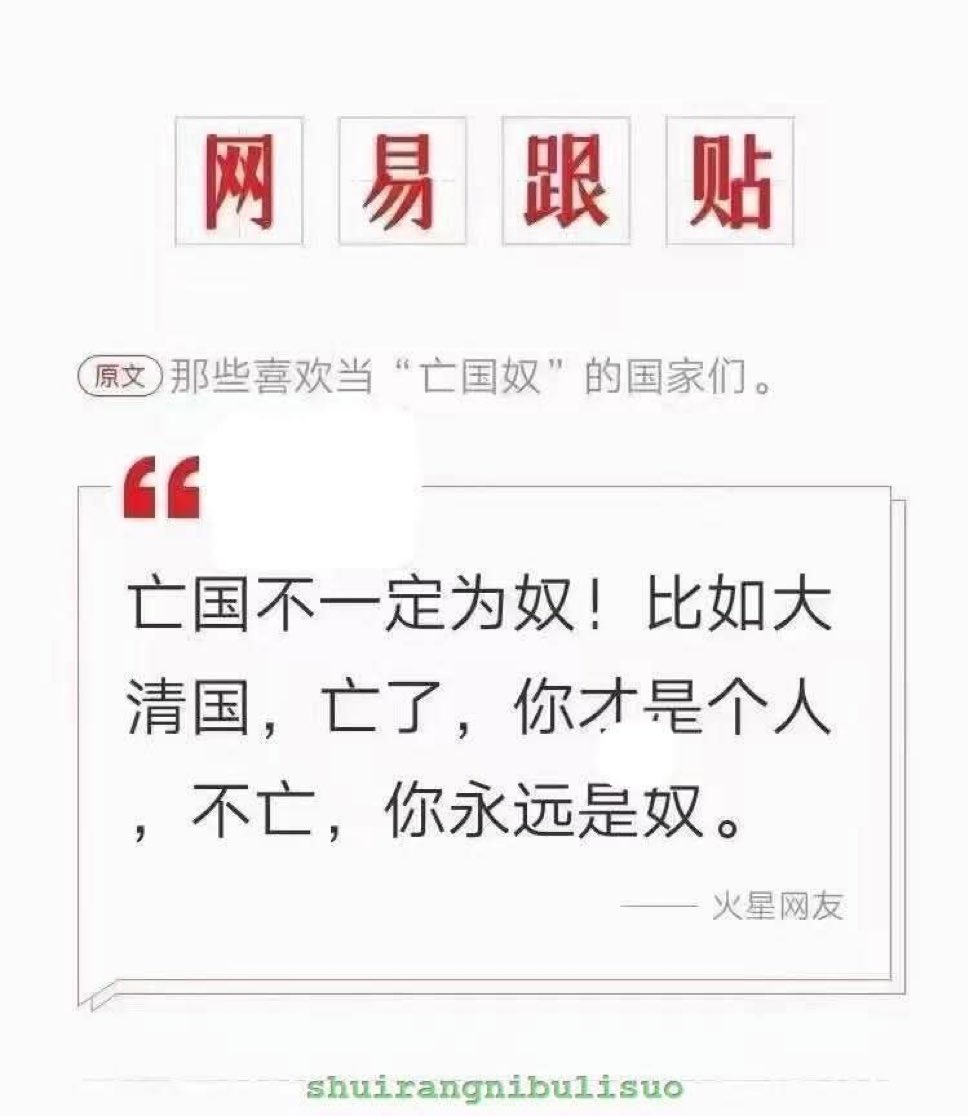 网易跟贴
原文 那些喜欢当“亡国奴”的国家们。
“
亡国不一定为奴！比如大
清国，亡了，你才是个人
，不亡，你永远是奴。
—— 火星网友
shuirangnibulisuo